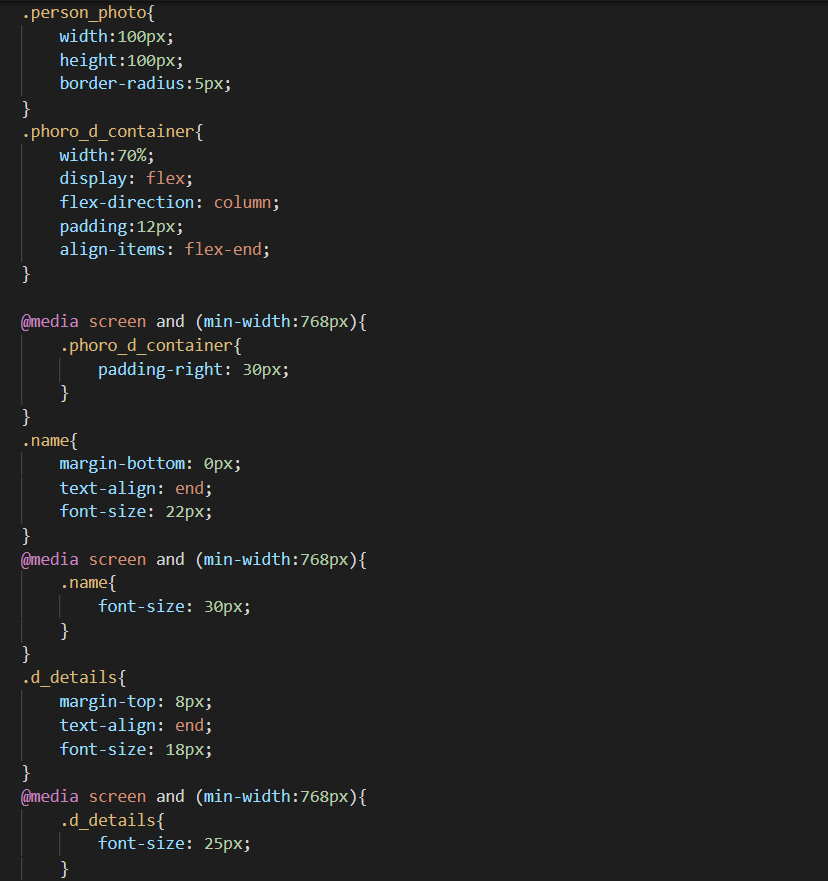 .person_photo{
    width:100px;
    height:100px;
    border-radius:5px;
}
.phoro_d_container{
    width:70%;
    display: flex;
    flex-direction: column;
    padding:12px;
    align-items: flex-end;
}

@media screen and (min-width:768px){
    .phoro_d_container{
        padding-right: 30px;
    }
}
.name{
    margin-bottom: 0px;
    text-align: end;
    font-size: 22px;
}
@media screen and (min-width:768px){
    .name{
        font-size: 30px;
    }
}
.d_details{
    margin-top: 8px;
    text-align: end;
    font-size: 18px;
}
@media screen and (min-width:768px){
    .d_details{
        font-size: 25px;
    }